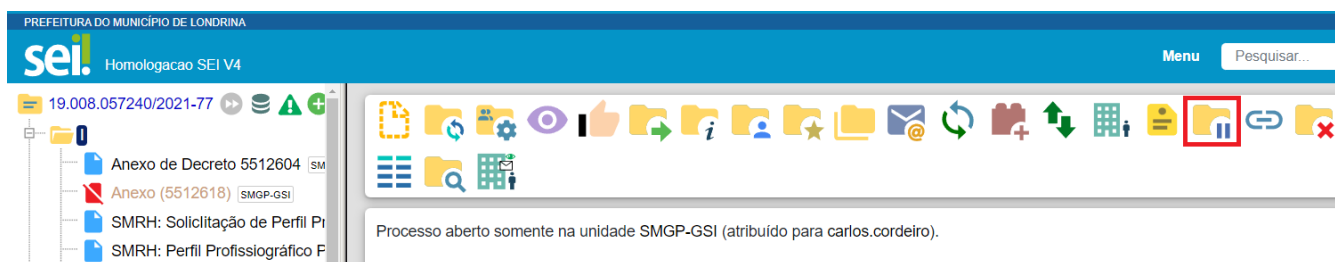 PREFEITURA DO MUNICÍPIO DE LONDRINA
sei!
Homologacao SEI V4
Menu
Pesquisar...
19.008.057240/2021-77
I
Anexo de Decreto 5512604 SM
Anexo (5512618) SMGP-GSI
SMRH: Soliclitação de Perfil Pr
SMRH: Perfil Profissiográfico P
Processo aberto somente na unidade SMGP-GSI (atribuído para carlos.cordeiro).